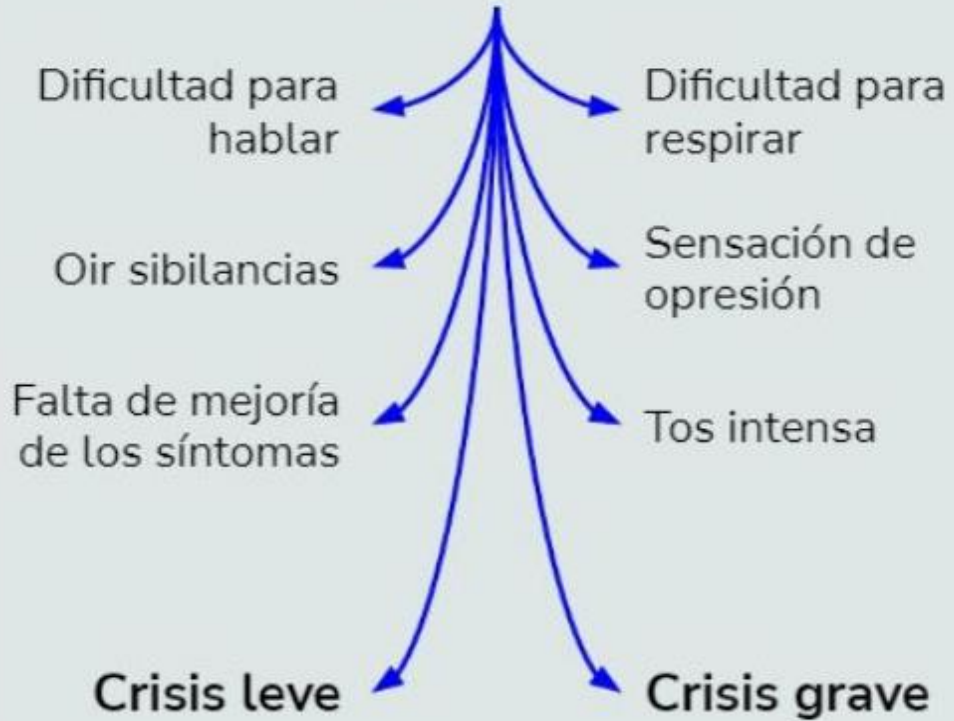 Dificultad para
hablar
Dificultad para
respirar
Oir sibilancias
Sensación de
opresión
Falta de mejoría
de los síntomas
Tos intensa
Crisis leve
Crisis grave